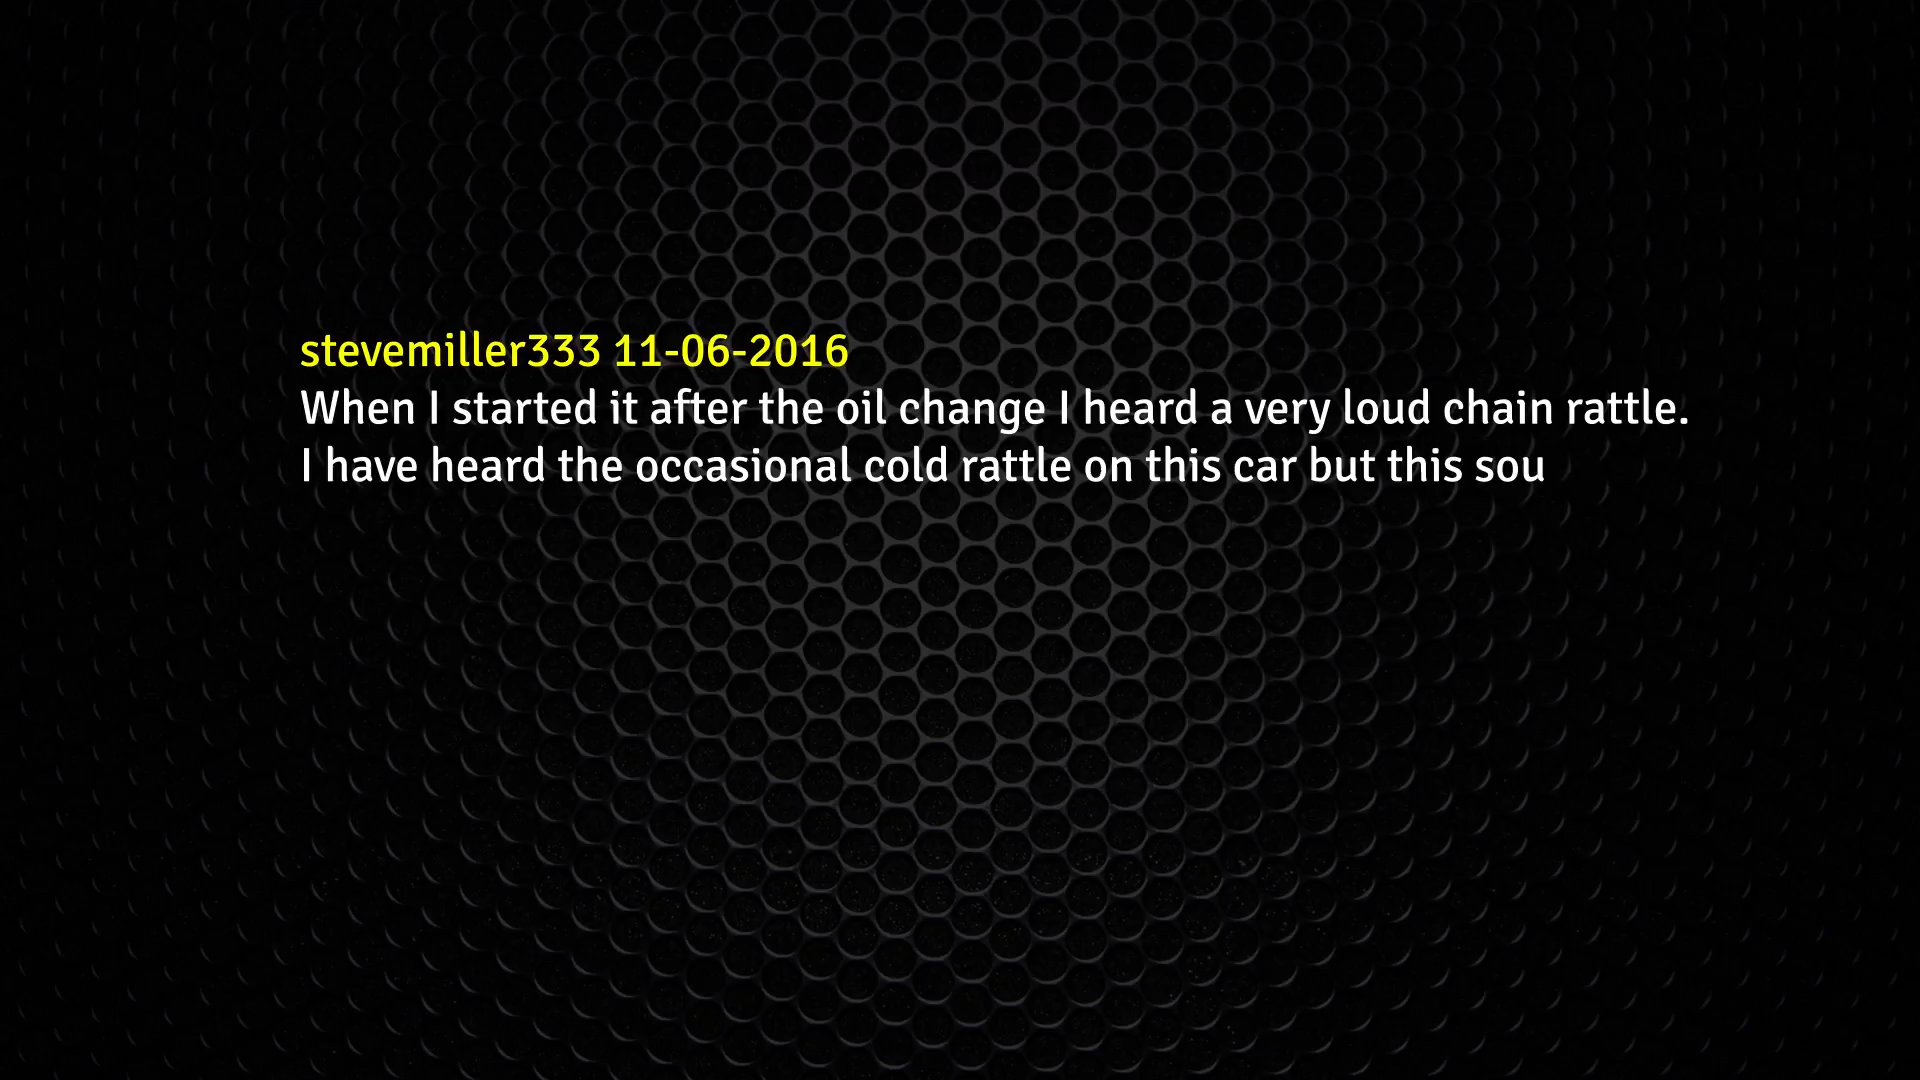 stevemiller333 11-06-2016
When I started it after the oil change I heard a very loud chain rattle.
I have heard the occasional cold rattle on this car but this sou